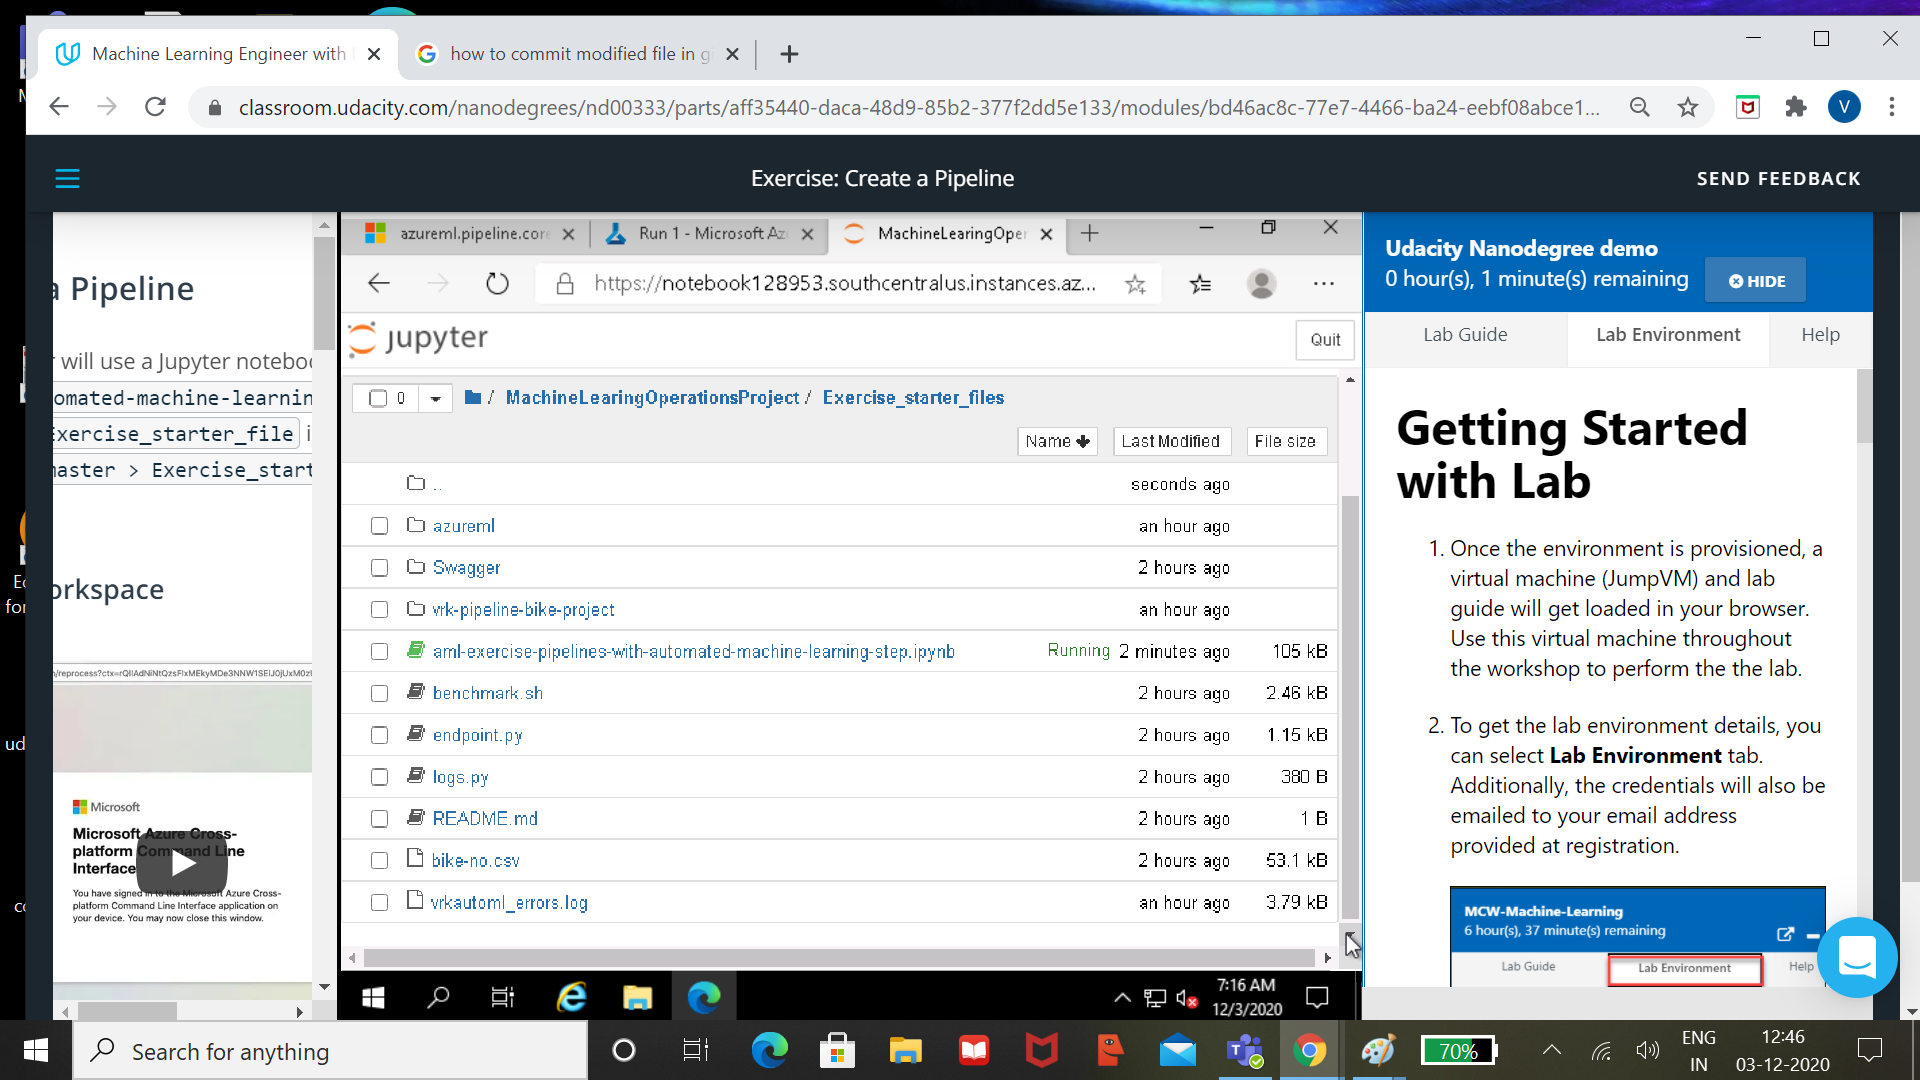 Machine Learning Engineer with
how to commit modified file in g
classroom.udacity.com/nanodegrees/nd00333/parts/aff35440-daca-48d9-85b2-377f2dd5e133/modules/bd46ac8c-77e7-4466-ba24-eebf08abce1...
V
Exercise: Create a Pipeline
SEND FEEDBACK
a Pipeline
r will use a Jupyter noteboo
omated-machine-learnin
Exercise_starter_file i
master > Exercise_start
orkspace
Microsoft
Microsoft Azure Cross-
platform Command Line
Interface
You have signed in to the Microsoft Azure Cross-
platform Command Line Interface application on
your device. You may now close this window.
azureml.pipeline.core
Run 1 - Microsoft Az
MachineLearingOper
https://notebook128953.southcentralus.instances.az...
jupyter
Quit
0
/ MachineLearingOperationsProject / Exercise_starter_files
Name
Last Modified
File size
..
seconds ago
azureml
an hour ago
Swagger
2 hours ago
vrk-pipeline-bike-project
an hour ago
aml-exercise-pipelines-with-automated-machine-learning-step.ipynb
Running 2 minutes ago
105 kB
benchmark.sh
2 hours ago
2.46 kB
endpoint.py
2 hours ago
1.15 kB
logs.py
2 hours ago
380 B
README.md
2 hours ago
1 B
bike-no.csv
2 hours ago
53.1 kB
vrkautoml_errors.log
an hour ago
3.79 kB
7:16 AM
12/3/2020
Udacity Nanodegree demo
0 hour(s), 1 minute(s) remaining
HIDE
Lab Guide
Lab Environment
Help
Getting Started
with Lab
1. Once the environment is provisioned, a
virtual machine (JumpVM) and lab
guide will get loaded in your browser.
Use this virtual machine throughout
the workshop to perform the the lab.
2. To get the lab environment details, you
can select Lab Environment tab.
Additionally, the credentials will also be
emailed to your email address
provided at registration.
MCW-Machine-Learning
6 hour(s), 37 minute(s) remaining
Lab Guide
Lab Environment
Help
Search for anything
70%
ENG
IN
12:46
03-12-2020